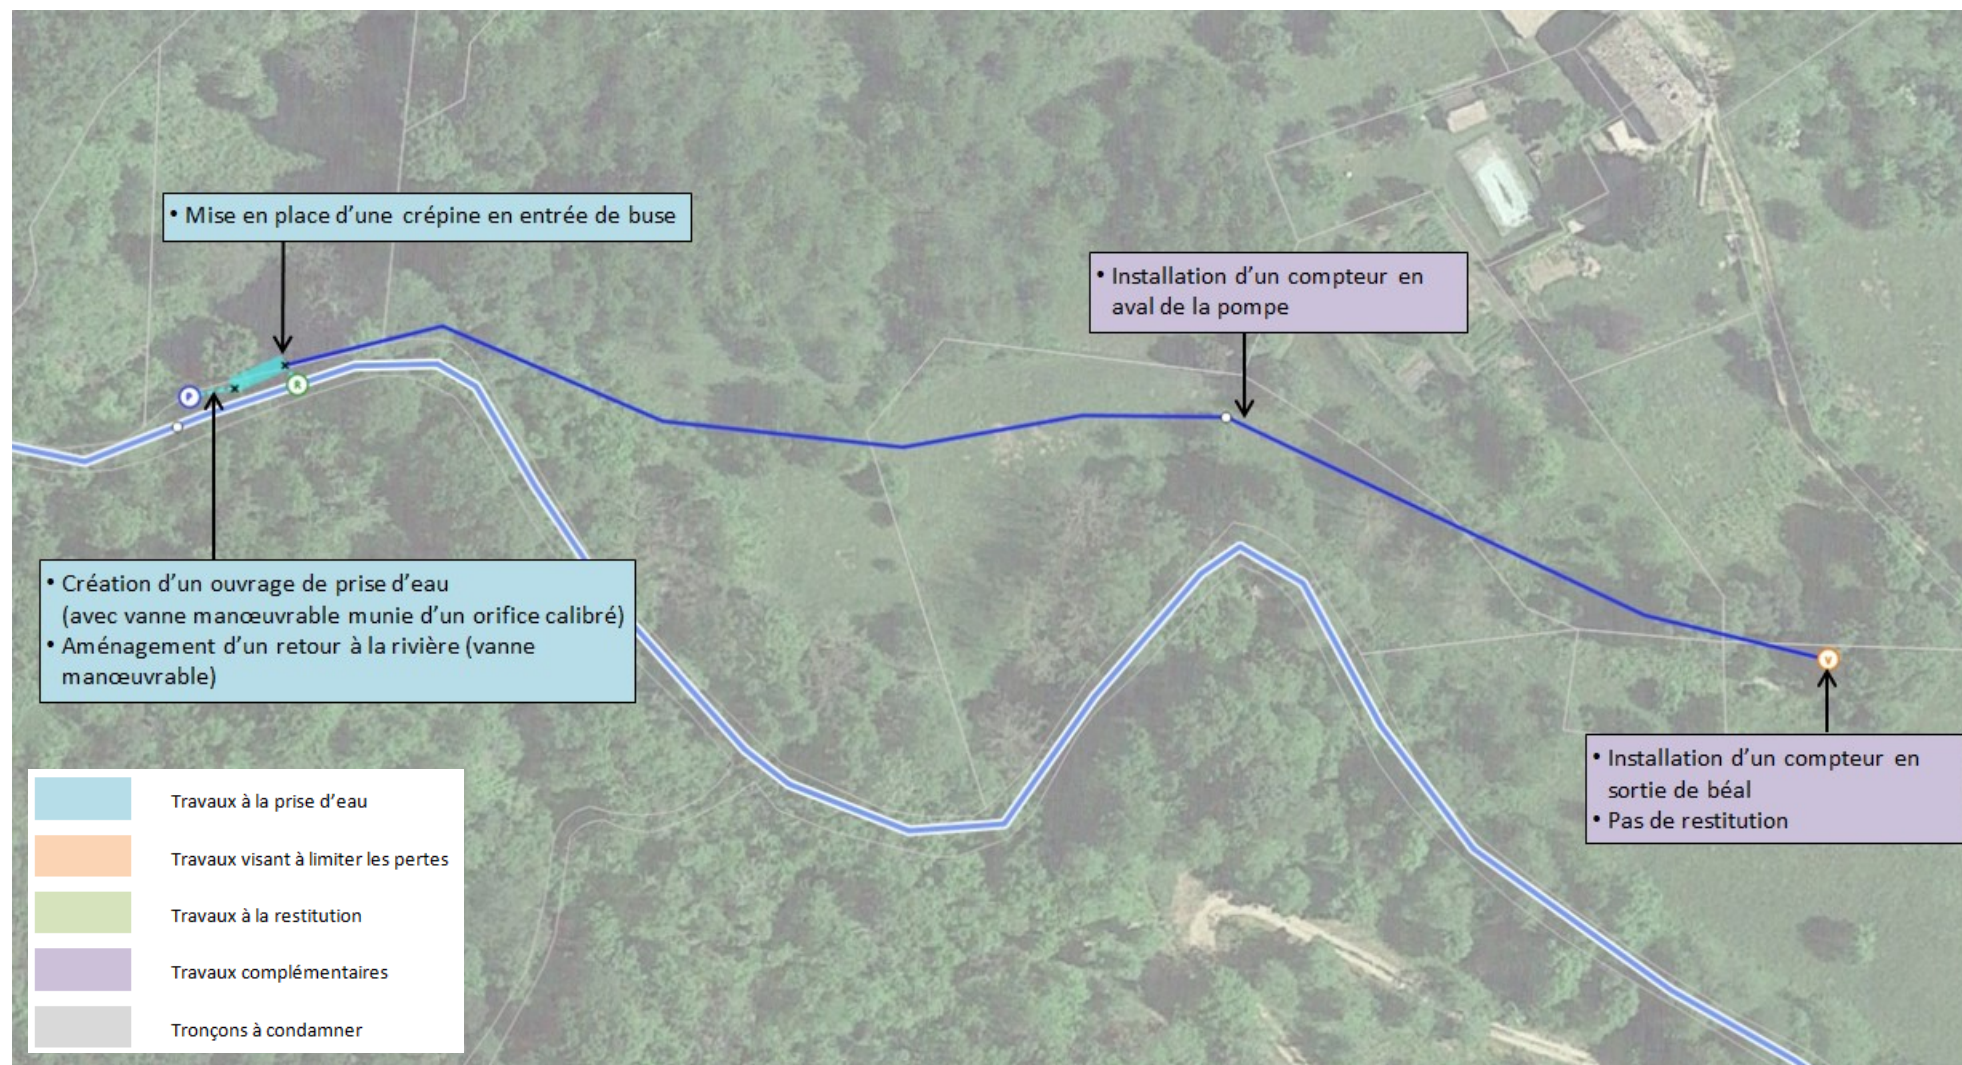 • Mise en place d’une crépine en entrée de buse
• Installation d’un compteur en
aval de la pompe
P
R
• Création d’un ouvrage de prise d’eau
(avec vanne manœuvrable munie d’un orifice calibré)
• Aménagement d’un retour à la rivière (vanne
manœuvrable)
V
• Installation d’un compteur en
sortie de béal
• Pas de restitution
Travaux à la prise d’eau
Travaux visant à limiter les pertes
Travaux à la restitution
Travaux complémentaires
Tronçons à condamner